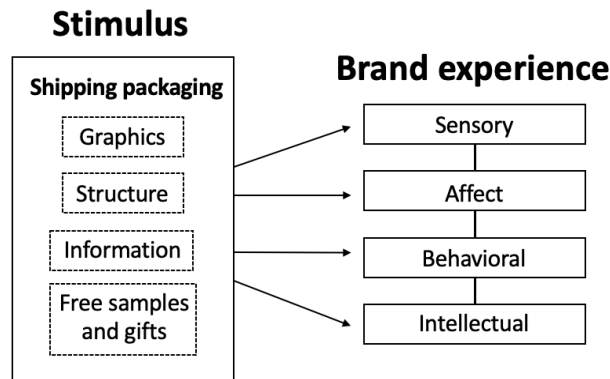 Stimulus
Shipping packaging
Graphics
Structure
Information
Free samples
and gifts
Brand experience
Sensory
Affect
Behavioral
Intellectual